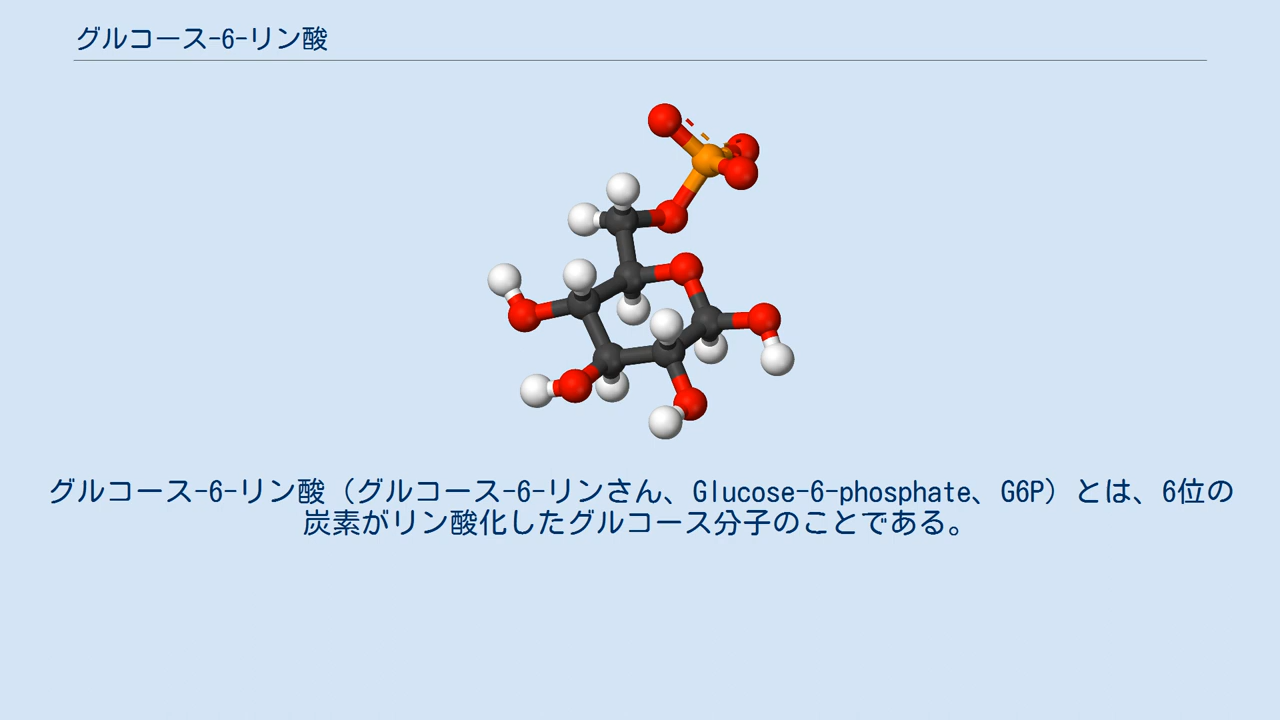 グルコース-6-リン酸
グルコース-6-リン酸（グルコース-6-リンさん、Glucose-6-phosphate、G6P）とは、6位の
炭素がリン酸化したグルコース分子のことである。